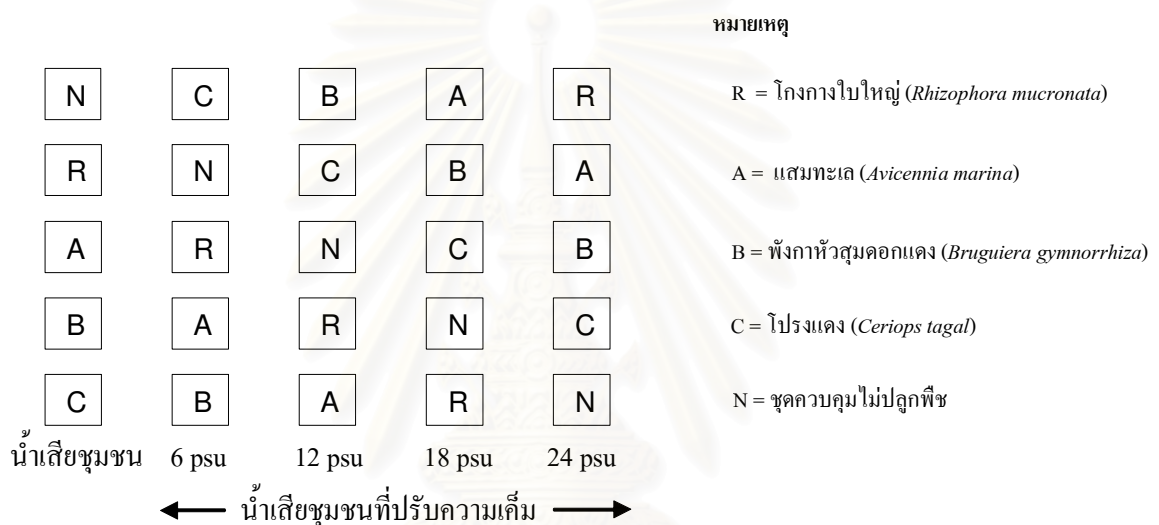 หมายเหตุ
N C B A R
R = โกงกางใบใหญ่ (Rhizophora mucronata)
R N C B A
A = แสมทะเล (Avicennia marina)
A R N C B
B = พังกาหัวสุมดอกแดง (Bruguiera gymnorrhiza)
B A R N C
C = โปรงแดง (Ceriops tagal)
C B A R N
N = ชุดควบคุมไม่ปลูกพืช
น้ำเสียชุมชน 6 psu 12 psu 18 psu 24 psu
น้ำเสียชุมชนที่ปรับความเค็ม